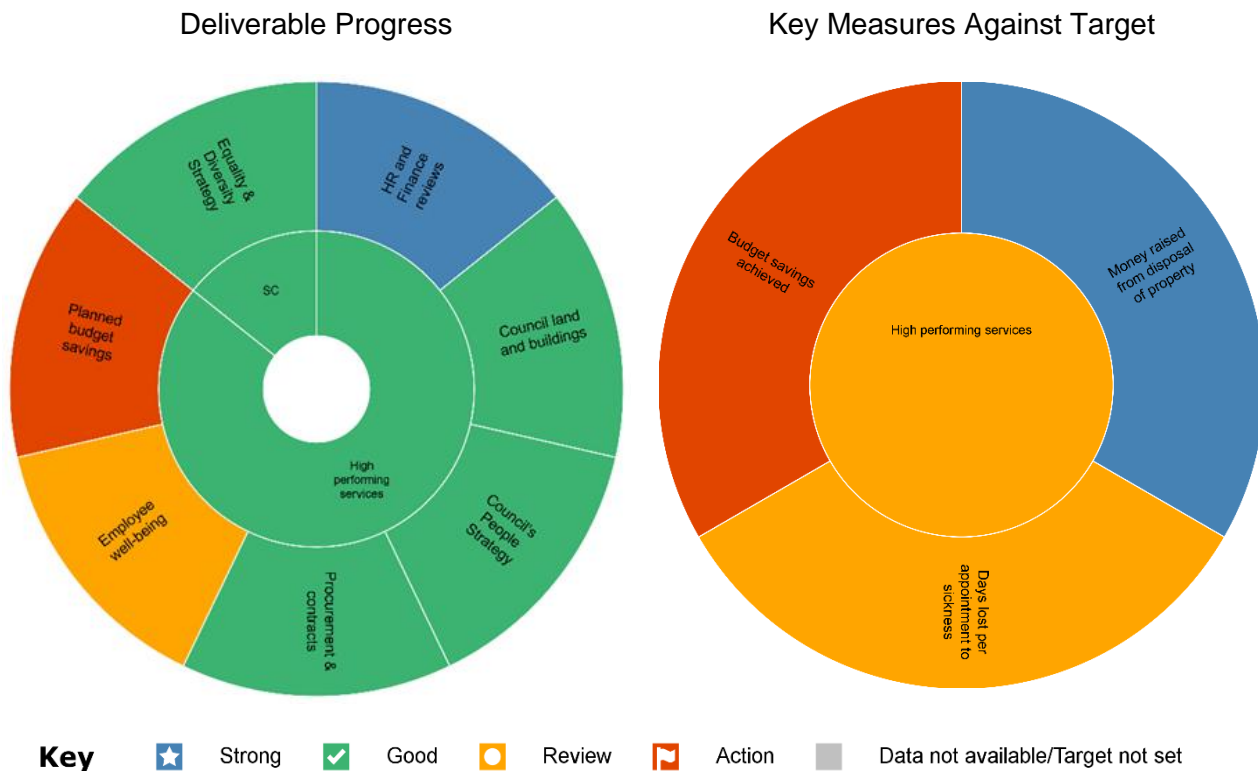 Deliverable Progress
Key Measures Against Target
Equality &
Diversity
Strategy
HR and
Finance
reviews
Planned
budget
savings
SC
Council land
and buildings
High
performing
services
Employee
well-being
Procurement &
contracts
Council's
People
Strategy
Budget savings
achieved
Money raised
from disposal
of property
High performing services
Days lost per
appointment to
sickness
Key Strong Good Review Action Data not available/Target not set